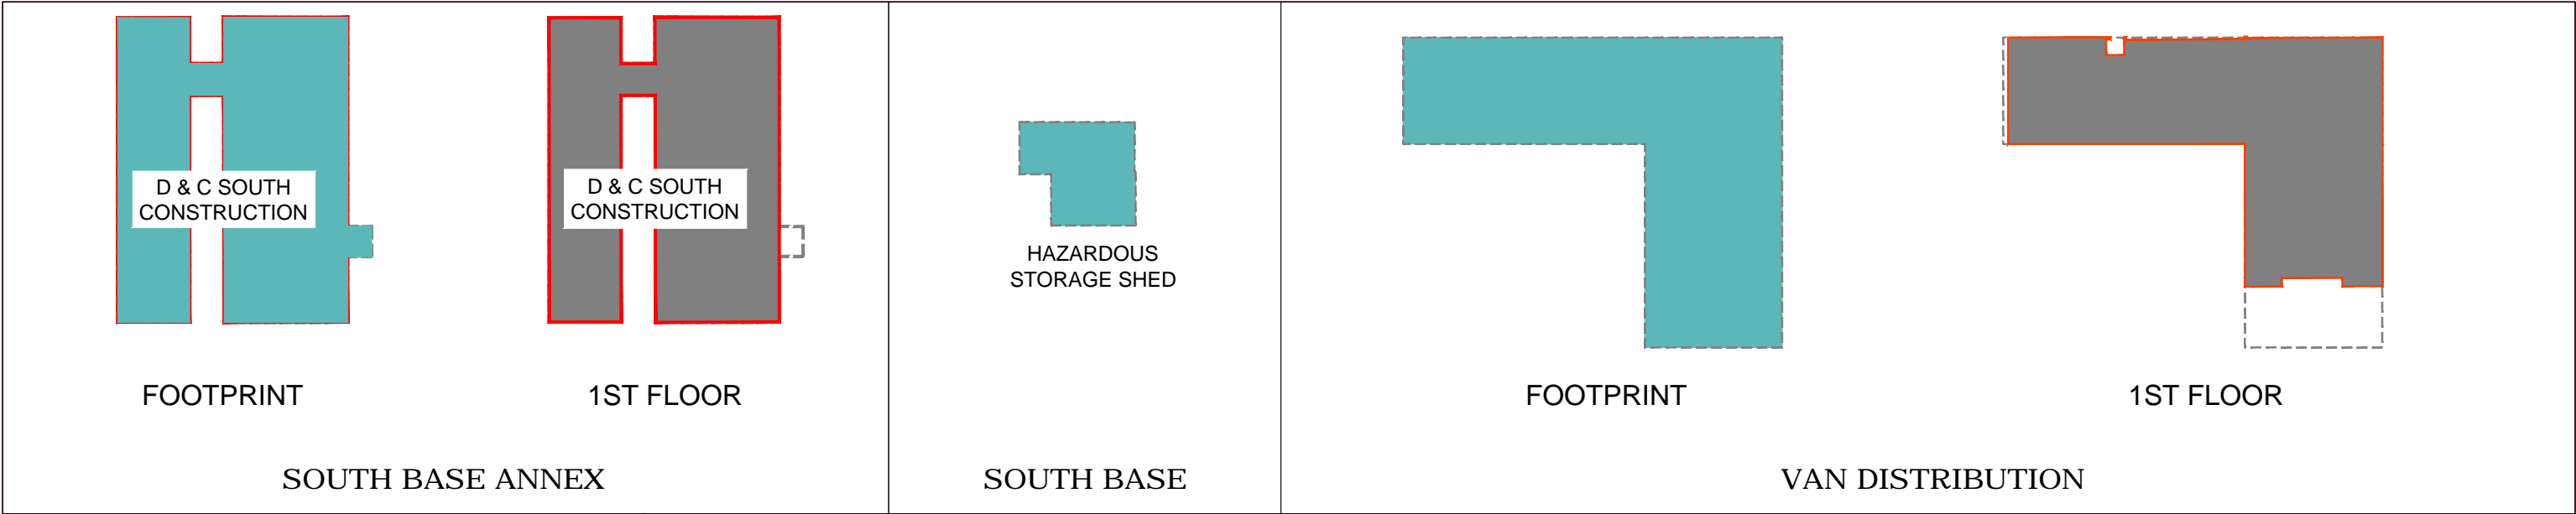 D & C SOUTH
CONSTRUCTION
FOOTPRINT
D & C SOUTH
CONSTRUCTION
1ST FLOOR
SOUTH BASE ANNEX
HAZARDOUS
STORAGE SHED
SOUTH BASE
FOOTPRINT
1ST FLOOR
VAN DISTRIBUTION